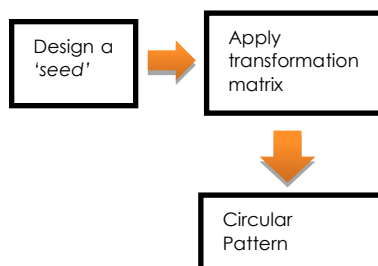 Design a
‘seed’
Apply
transformation
matrix
Circular
Pattern